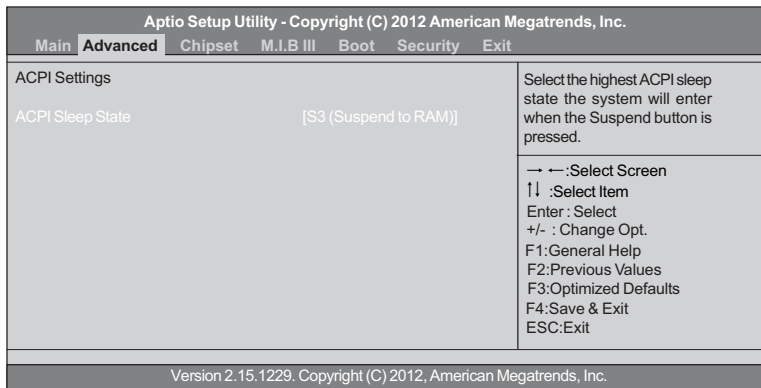 Aptio Setup Utility - Copyright (C) 2012 American Megatrends, Inc.
Main Advanced Chipset M.I.B III Boot Security Exit
ACPI Settings
ACPI Sleep State [S3 (Suspend to RAM)]
Select the highest ACPI sleep
state the system will enter
when the Suspend button is
pressed.
→ ←:Select Screen
↑↓ :Select Item
Enter : Select
+/- : Change Opt.
F1:General Help
F2:Previous Values
F3:Optimized Defaults
F4:Save & Exit
ESC:Exit
Version 2.15.1229. Copyright (C) 2012, American Megatrends, Inc.